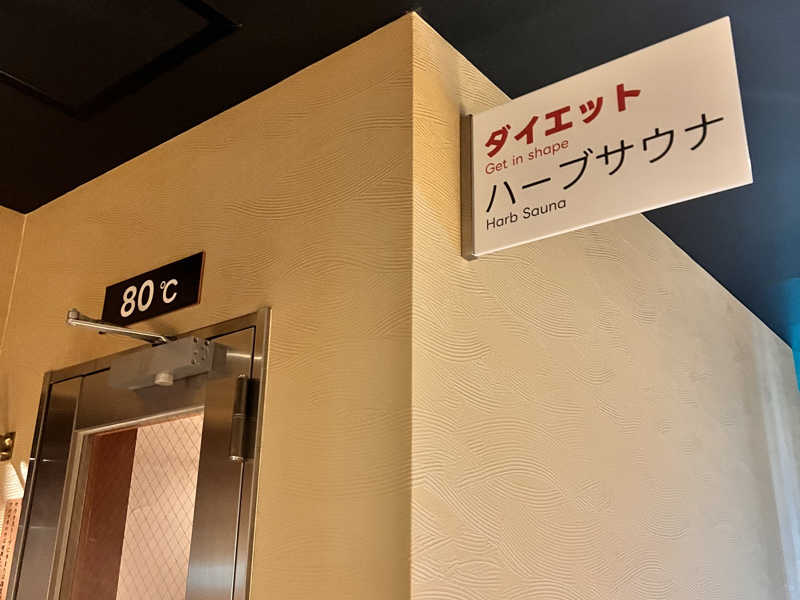 ダイエット
Get in shape
ハーブサウナ
Harb Sauna
80℃